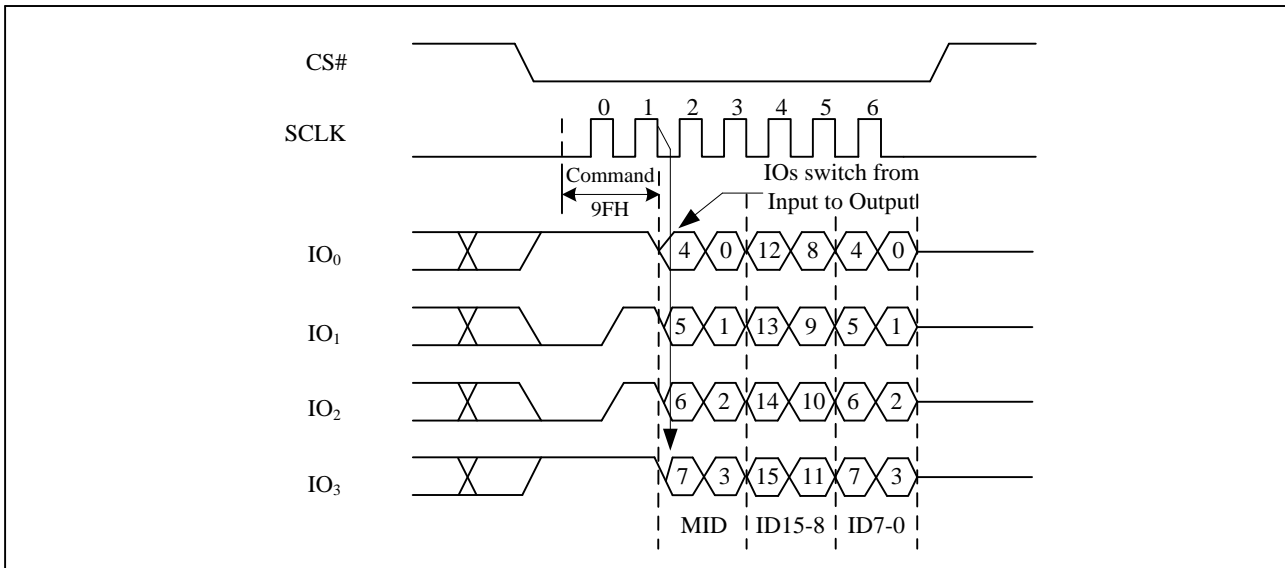 CS#
0 1 2 3 4 5 6
SCLK
Command
9FH
IOs switch from
Input to Output
IO0 4 0 12 8 4 0
IO1 5 1 13 9 5 1
IO2 6 2 14 10 6 2
IO3 7 3 15 11 7 3
MID ID15-8 ID7-0